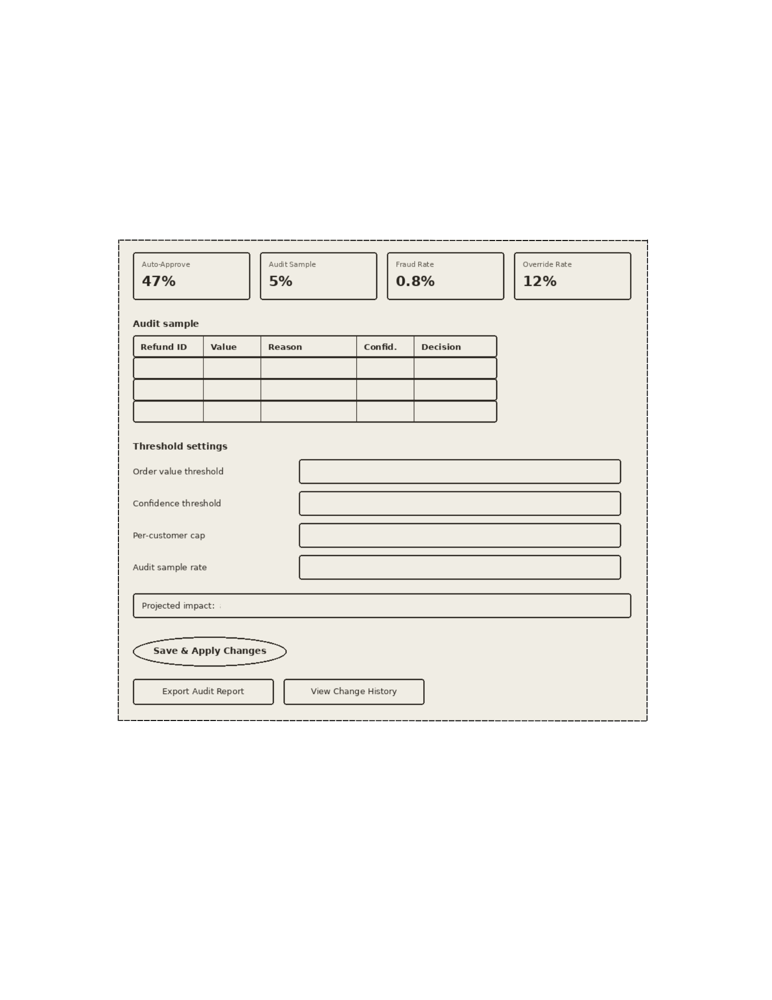 Auto-Approve
47%
Audit Sample
5%
Fraud Rate
0.8%
Override Rate
12%
Audit sample
Refund ID Value Reason Confid. Decision
Threshold settings
Order value threshold
Confidence threshold
Per-customer cap
Audit sample rate
Projected impact:
Save & Apply Changes
Export Audit Report
View Change History